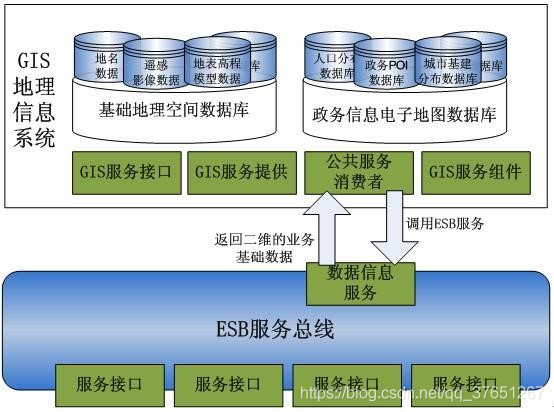 GIS
地理
信息
系统
地名
数据
遥感
影像数据
地表高程
模型数据
库
基础地理空间数据库
人口分布
数据库
政务POI
数据库
城市基建
分布数据库
库
政务信息电子地图数据库
GIS服务接口
GIS服务提供
公共服务
消费者
GIS服务组件
返回二维的业务
基础数据
调用ESB服务
数据信息
服务
ESB服务总线
服务接口
服务接口
服务接口
服务接口
https://blog.csdn.net/qq_37651267